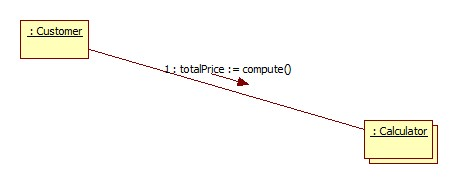 : Customer
1 : totalPrice := compute()
: Calculator